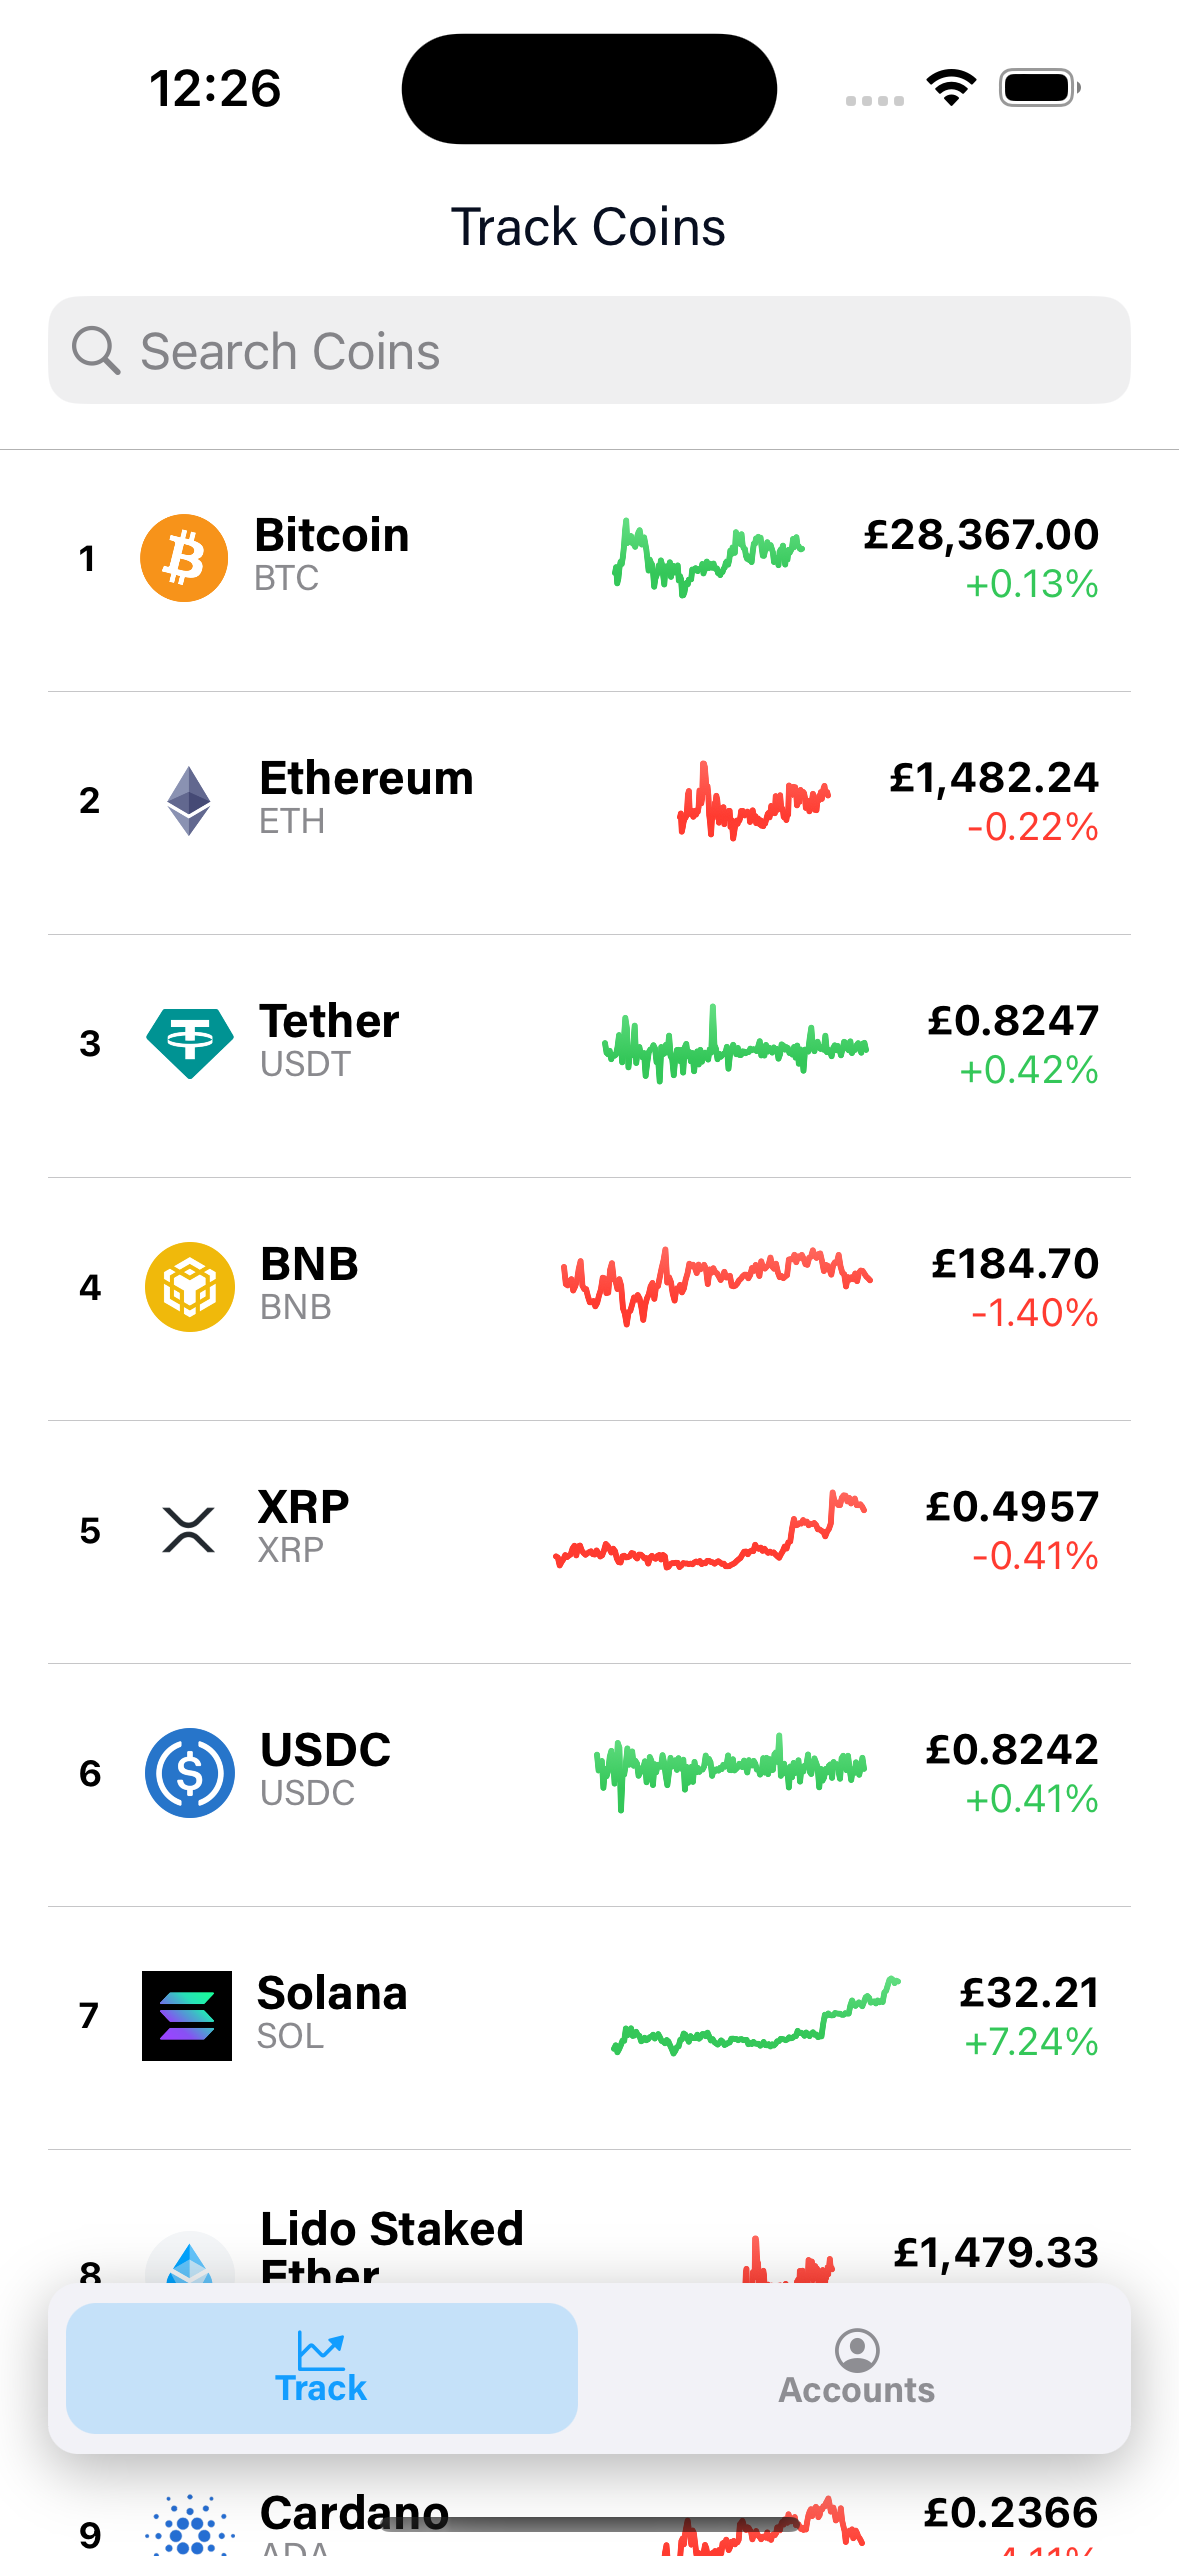 12:26
Track Coins
Search Coins
1
Bitcoin
BTC
£28,367.00
+0.13%
2
Ethereum
ETH
£1,482.24
-0.22%
3
Tether
USDT
£0.8247
+0.42%
4
BNB
BNB
£184.70
-1.40%
5
XRP
XRP
£0.4957
-0.41%
6
USDC
USDC
£0.8242
+0.41%
7
Solana
SOL
£32.21
+7.24%
8
Lido Staked
Ether
£1,479.33
Track
Accounts
9
Cardano
ADA
£0.2366